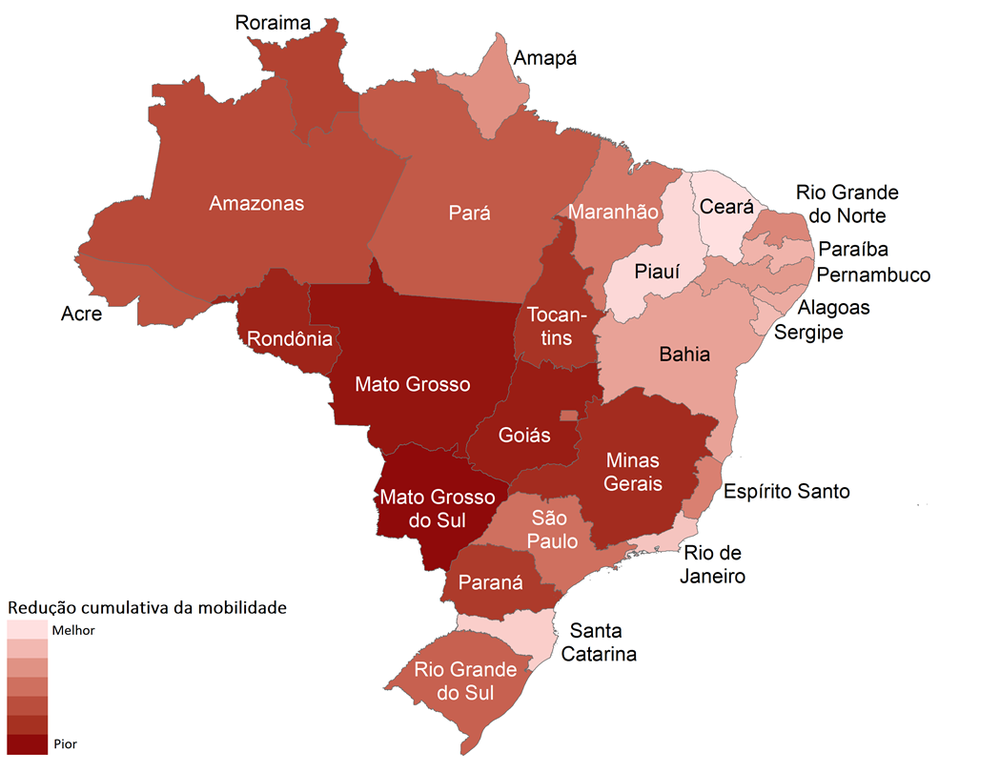 Roraima
Amapá
Amazonas
Pará
Maranhão
Ceará
Rio Grande
do Norte
Piauí
Paraíba
Pernambuco
Acre
Rondônia
Tocan-
tins
Alagoas
Sergipe
Bahia
Mato Grosso
Goiás
Minas
Gerais
Mato Grosso
do Sul
Espírito Santo
São
Paulo
Rio de
Janeiro
Paraná
Santa
Catarina
Rio Grande
do Sul
Redução cumulativa da mobilidade
Melhor
Pior